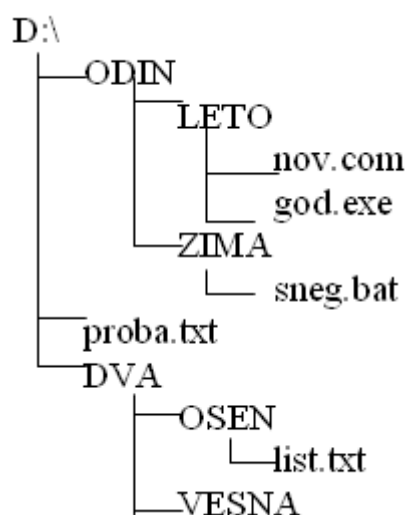 D:\
ODIN
LETO
nov.com
god.exe
ZIMA
sneg.bat
proba.txt
DVA
OSEN
list.txt
VESNA